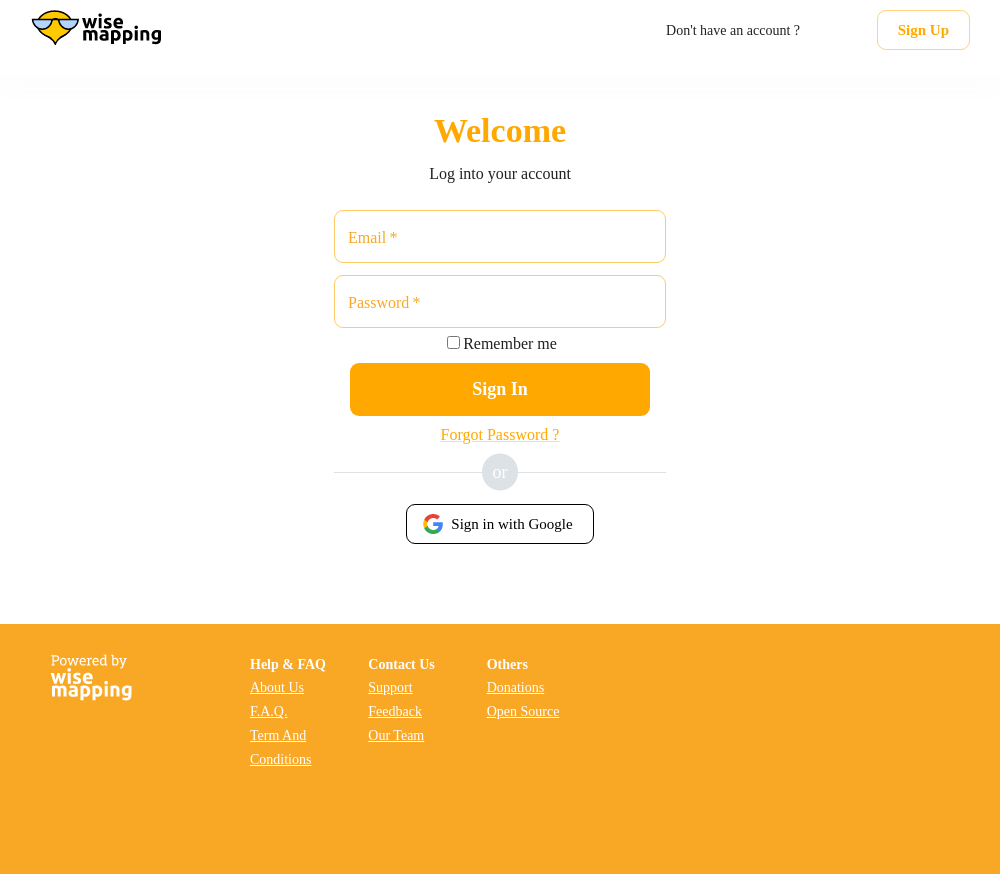 wise
mapping
Don't have an account ?
Sign Up
Welcome
Log into your account
Email *
Password *
Remember me
Sign In
Forgot Password ?
or
Sign in with Google
Powered by
wise
mapping
Help & FAQ
About Us
F.A.Q.
Term And
Conditions
Contact Us
Support
Feedback
Our Team
Others
Donations
Open Source